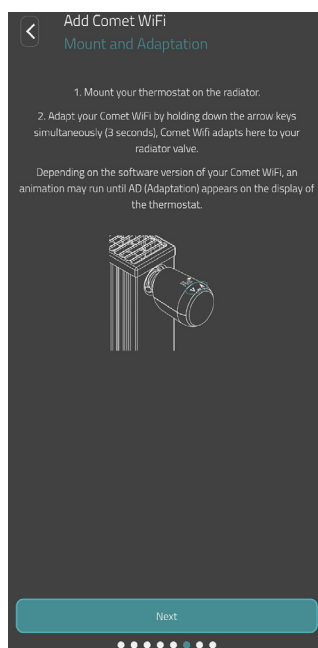 Add Comet WiFi
Mount and Adaptation
1. Mount your thermostat on the radiator.
2. Adapt your Comet WiFi by holding down the arrow keys
simultaneously (3 seconds), Comet Wifi adapts here to your
radiator valve.
Depending on the software version of your Comet WiFi, an
animation may run until AD (Adaptation) appears on the display of
the thermostat.
Next